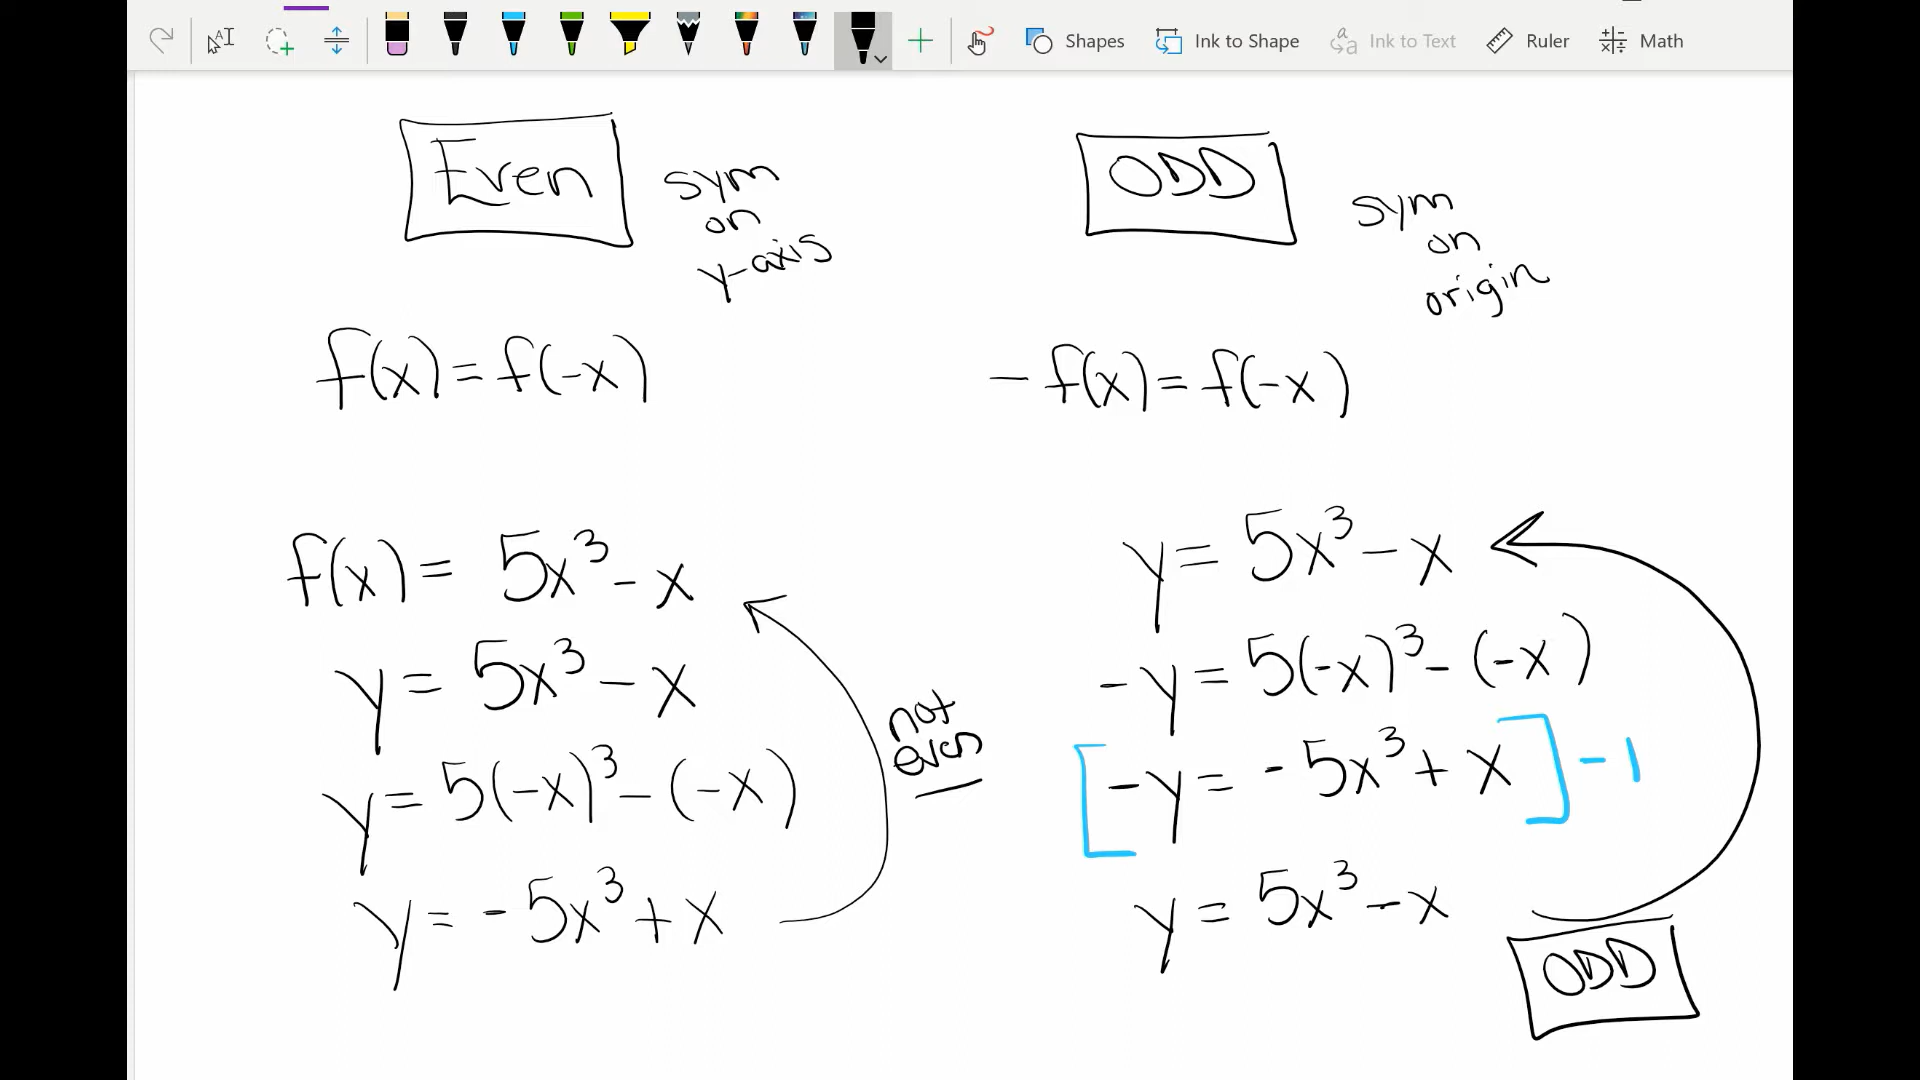 Shapes Ink to Shape Ink to Text Ruler Math
Even
sym
on
y-axis
f(x) = f(-x)
f(x) = 5x³ - x
y = 5x³ - x
y = 5(-x)³ - (-x)
y = -5x³ + x
not
even
ODD
sym
on
origin
-f(x) = f(-x)
y = 5x³ - x
-y = 5(-x)³ - (-x)
[-y = -5x³ + x] -1
y = 5x³ - x
ODD